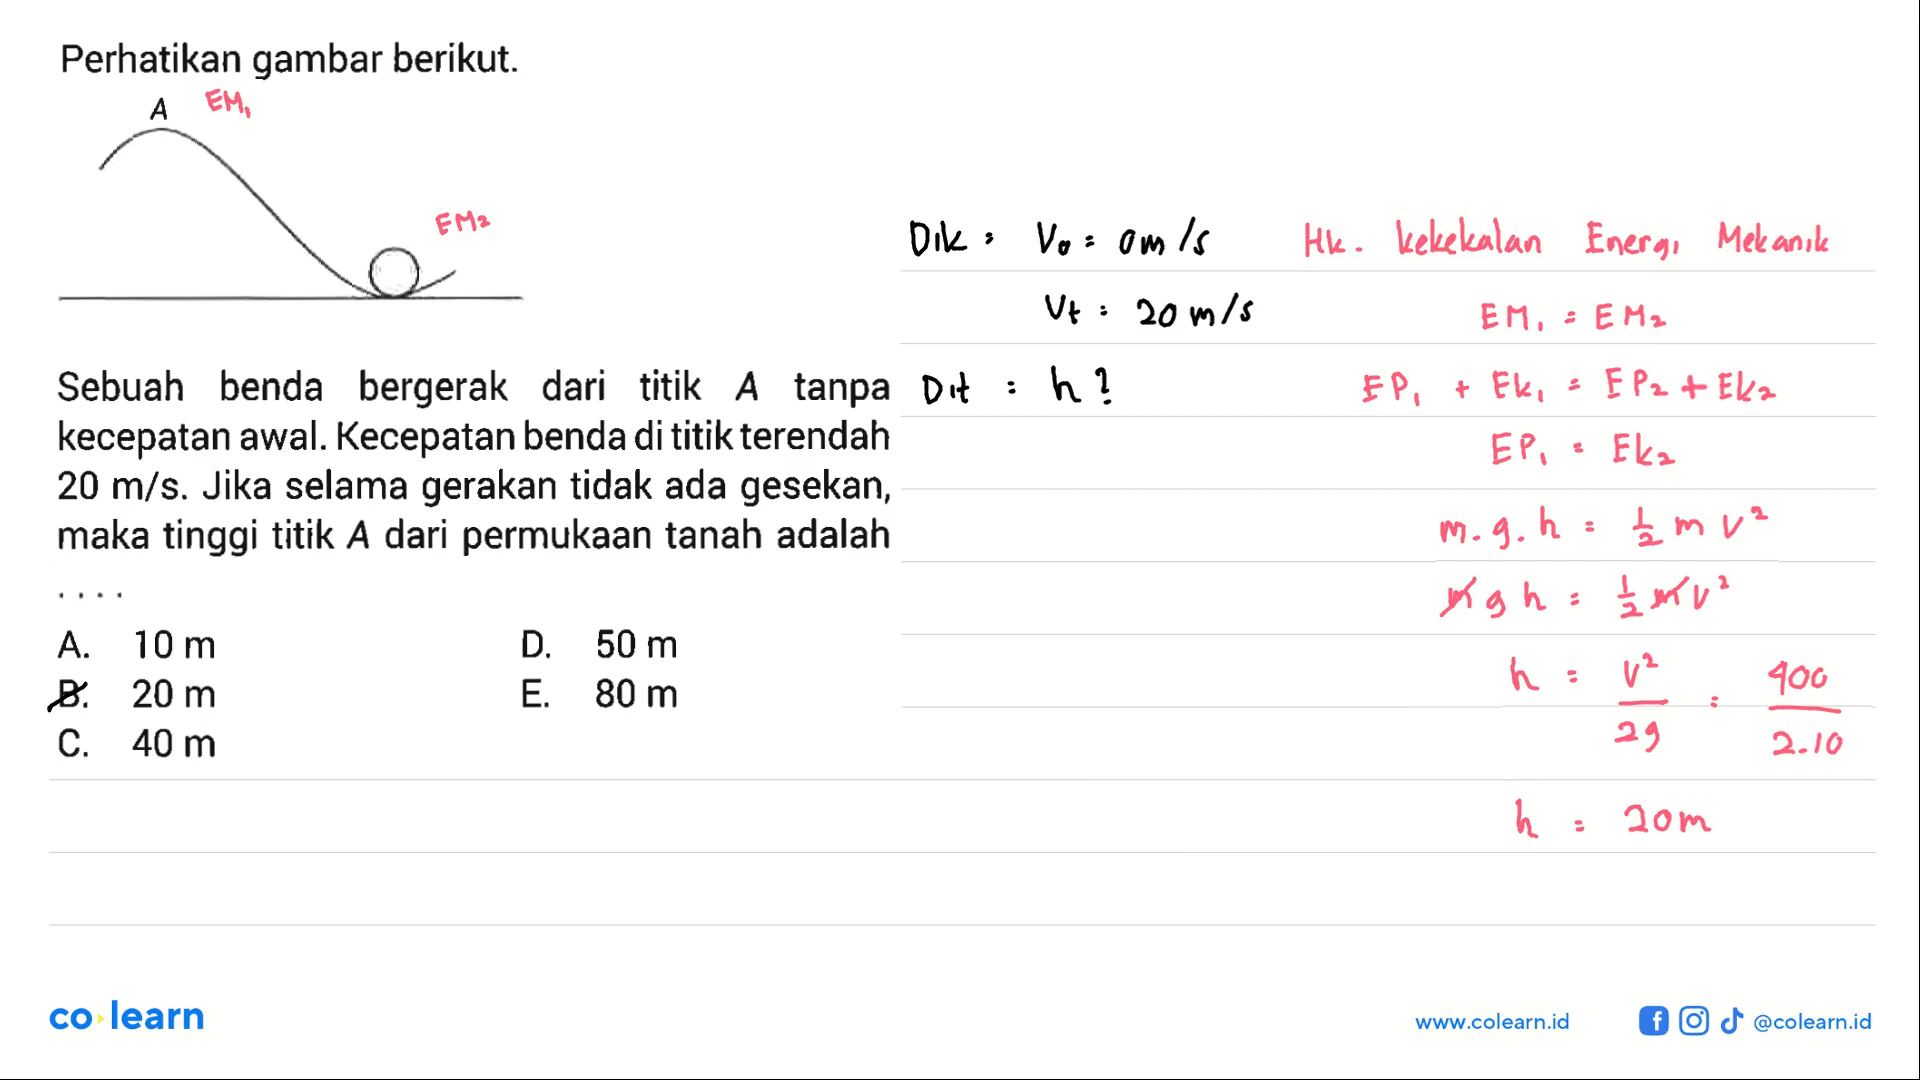 Perhatikan gambar berikut.
A EM₁
EM₂
Sebuah benda bergerak dari titik A tanpa
kecepatan awal. Kecepatan benda di titik terendah
20 m/s. Jika selama gerakan tidak ada gesekan,
maka tinggi titik A dari permukaan tanah adalah
. . . .
A. 10 m D. 50 m
B. 20 m E. 80 m
C. 40 m
Dik : V₀ = 0 m/s
Vt = 20 m/s
Dit : h?
Hk. kekekalan Energi Mekanik
EM₁ = EM₂
EP₁ + Ek₁ = EP₂ + Ek₂
EP₁ = Ek₂
m.g.h = 1/2 m v²
m g h = 1/2 m v²
h = v²/2g = 400/2.10
h = 20 m
co learn
www.colearn.id
@colearn.id